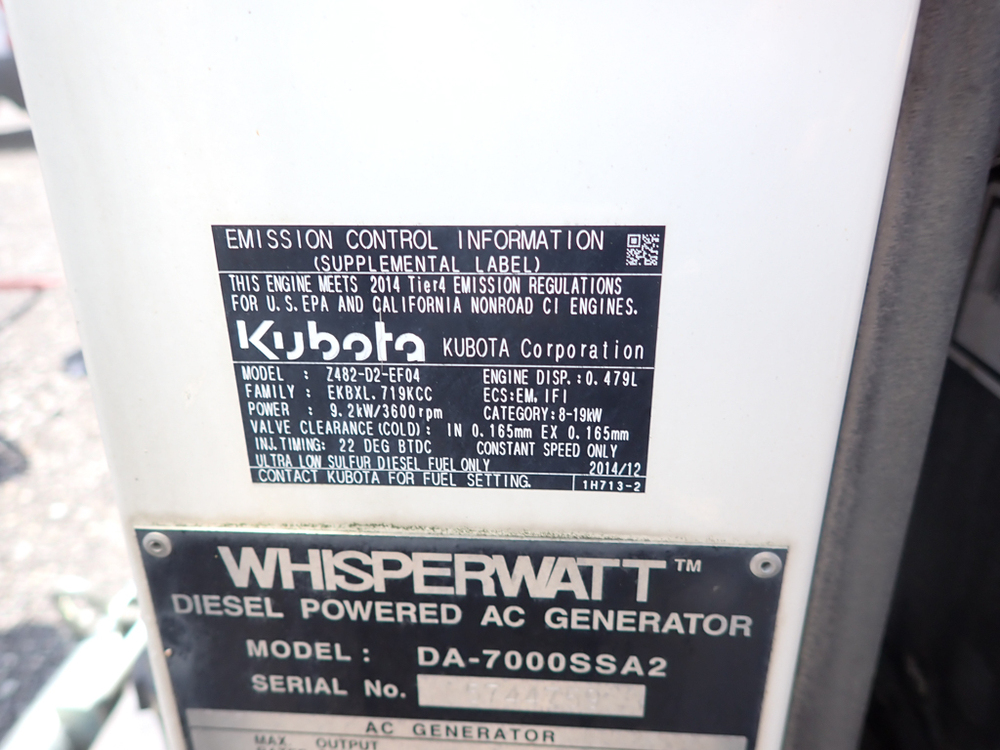 EMISSION CONTROL INFORMATION
(SUPPLEMENTAL LABEL)
THIS ENGINE MEETS 2014 Tier4 EMISSION REGULATIONS
FOR U.S.EPA AND CALIFORNIA NONROAD CI ENGINES.
Kubota KUBOTA Corporation
MODEL : Z482-D2-EF04 ENGINE DISP.:0.479L
FAMILY : EKBXL.719KCC ECS:EM,IFI
POWER : 9.2kW/3600rpm CATEGORY:8-19kW
VALVE CLEARANCE(COLD): IN 0.165mm EX 0.165mm
INJ.TIMING: 22 DEG BTDC CONSTANT SPEED ONLY
ULTRA LOW SULFUR DIESEL FUEL ONLY 2014/12
CONTACT KUBOTA FOR FUEL SETTING. 1H713-2
WHISPERWATT™
DIESEL POWERED AC GENERATOR
MODEL : DA-7000SSA2
SERIAL No.
AC GENERATOR
MAX OUTPUT